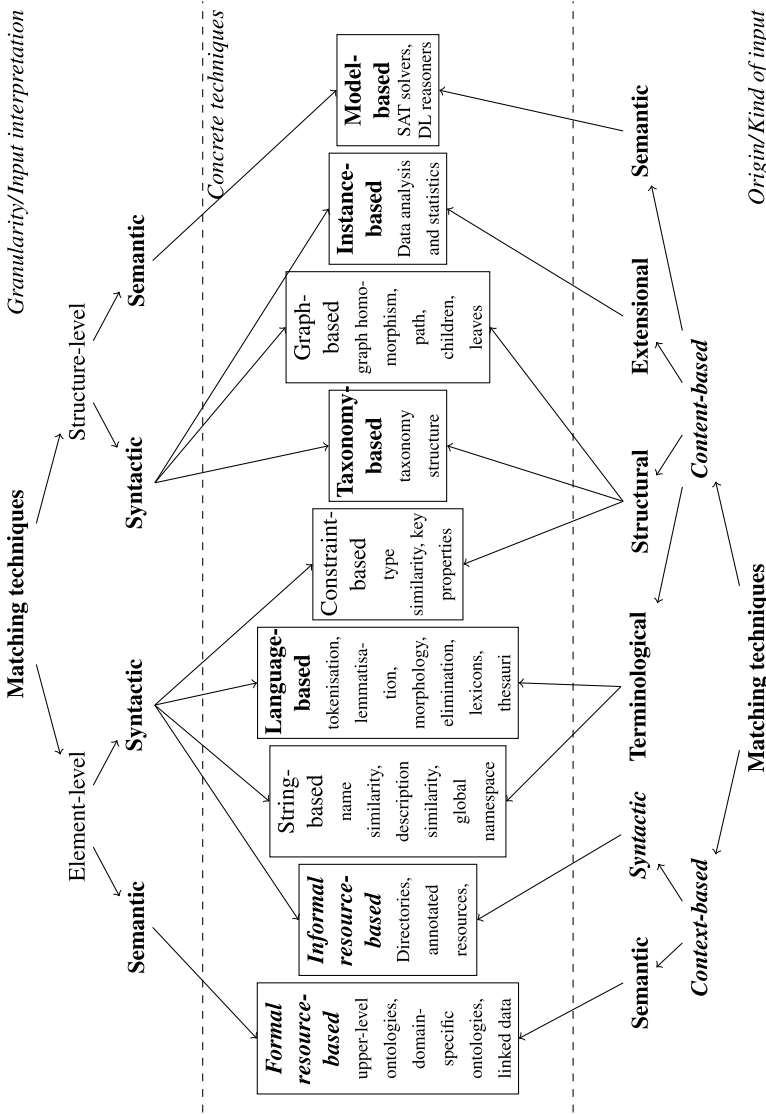 Matching techniques
Granularity/Input interpretation
Element-level
Structure-level
Semantic
Syntactic
Syntactic
Semantic
Concrete techniques
Formal
resource-
based
upper-level
ontologies,
domain-
specific
ontologies,
linked data
Informal
resource-
based
Directories,
annotated
resources,
String-
based
name
similarity,
description
similarity,
global
namespace
Language-
based
tokenisation,
lemmatisa-
tion,
morphology,
elimination,
lexicons,
thesauri
Constraint-
based
type
similarity, key
properties
Taxonomy-
based
taxonomy
structure
Graph-
based
graph homo-
morphism,
path,
children,
leaves
Instance-
based
Data analysis
and statistics
Model-
based
SAT solvers,
DL reasoners
Semantic
Syntactic
Terminological
Structural
Extensional
Semantic
Context-based
Content-based
Matching techniques
Origin/Kind of input